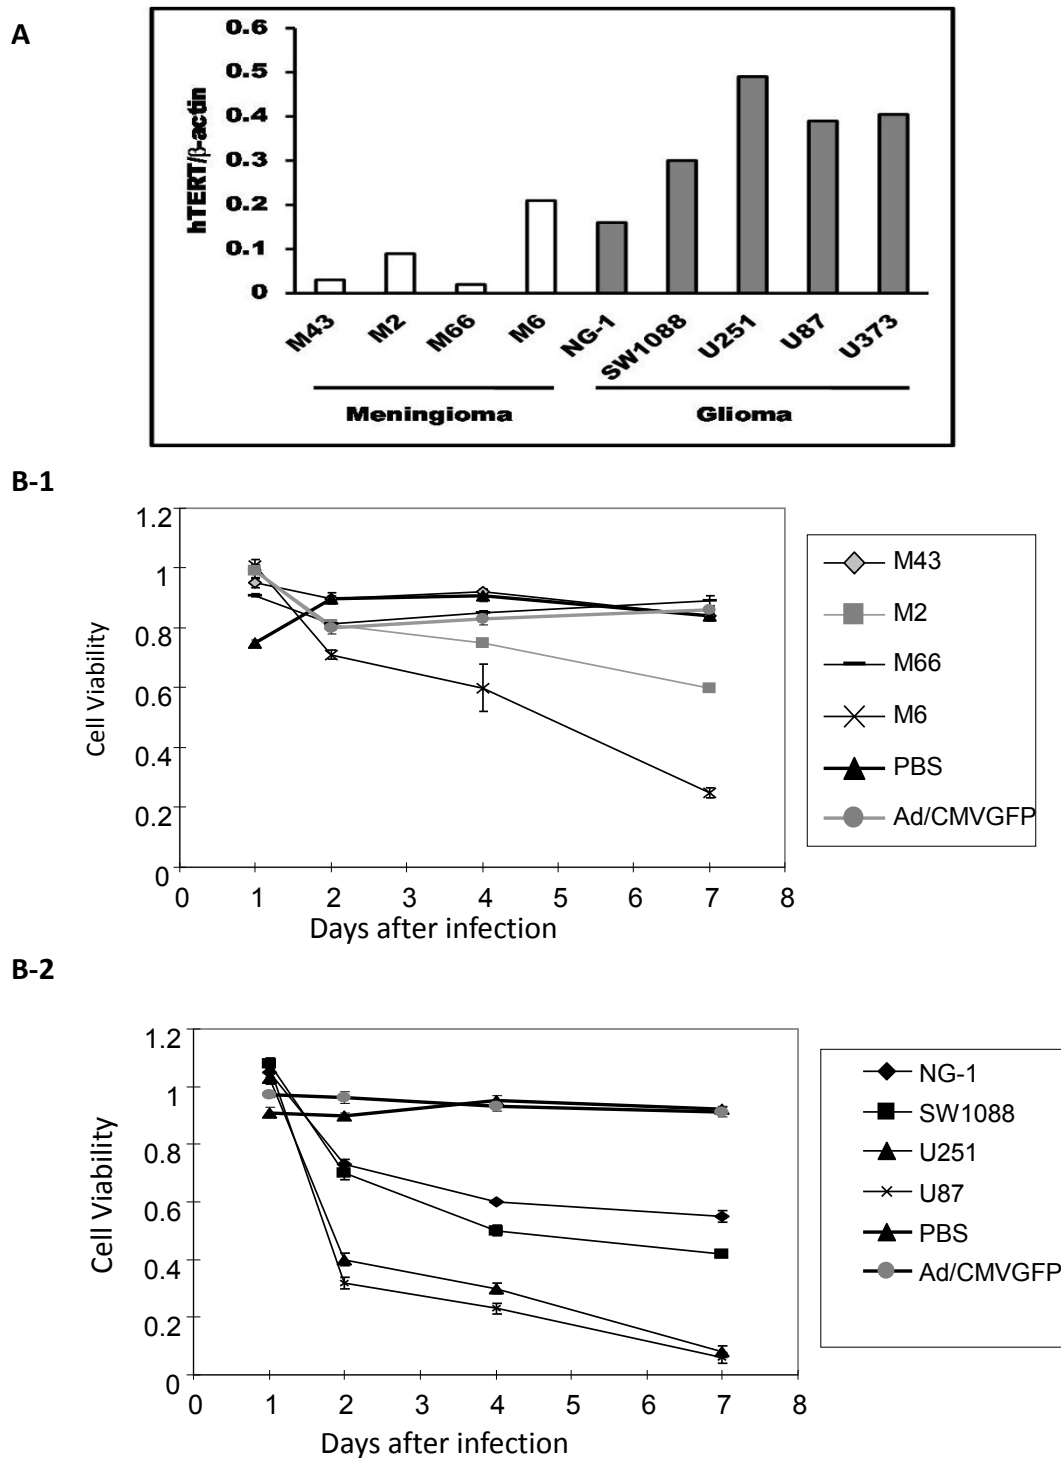 A
hTERT/β-actin
0.6
0.5
0.4
0.3
0.2
0.1
0
M43
M2
M66
M6
NG-1
SW1088
U251
U87
U373
Meningioma
Glioma
B-1
Cell Viability
1.2
1
0.8
0.6
0.4
0.2
0
0 1 2 3 4 5 6 7 8
Days after infection
M43
M2
M66
M6
PBS
Ad/CMVGFP
B-2
Cell Viability
1.2
1
0.8
0.6
0.4
0.2
0
0 1 2 3 4 5 6 7 8
Days after infection
NG-1
SW1088
U251
U87
PBS
Ad/CMVGFP